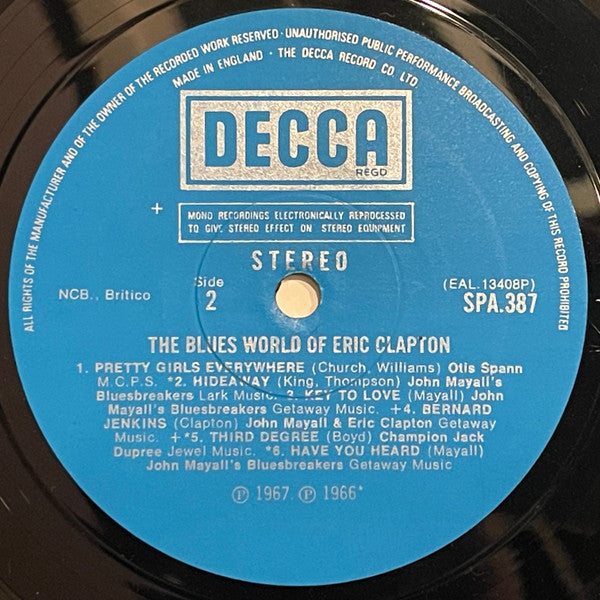 ALL RIGHTS OF THE MANUFACTURER AND OF THE OWNER OF THE RECORDED WORK RESERVED · UNAUTHORISED PUBLIC PERFORMANCE BROADCASTING AND COPYING OF THIS RECORD PROHIBITED
MADE IN ENGLAND · THE DECCA RECORD CO. LTD.
DECCA
REGD
+ MONO RECORDINGS ELECTRONICALLY REPROCESSED
TO GIVE STEREO EFFECT ON STEREO EQUIPMENT
STEREO
NCB., Britico
Side
2
(EAL.13408P)
SPA.387
THE BLUES WORLD OF ERIC CLAPTON
1. PRETTY GIRLS EVERYWHERE (Church, Williams) Otis Spann
M.C.P.S. *2. HIDEAWAY (King, Thompson) John Mayall's
Bluesbreakers Lark Music. 3. KEY TO LOVE (Mayall) John
Mayall's Bluesbreakers Getaway Music. +4. BERNARD
JENKINS (Clapton) John Mayall & Eric Clapton Getaway
Music. +*5. THIRD DEGREE (Boyd) Champion Jack
Dupree Jewel Music. *6. HAVE YOU HEARD (Mayall)
John Mayall's Bluesbreakers Getaway Music
℗ 1967 ℗ 1966*